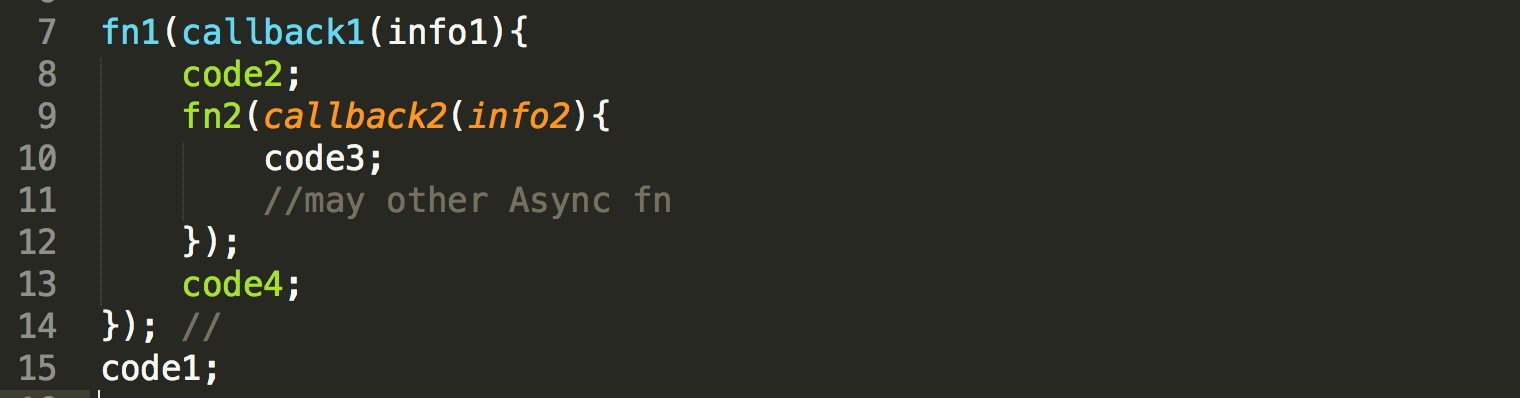 7 fn1(callback1(info1){
8 code2;
9 fn2(callback2(info2){
10 code3;
11 //may other Async fn
12 });
13 code4;
14 }); //
15 code1;